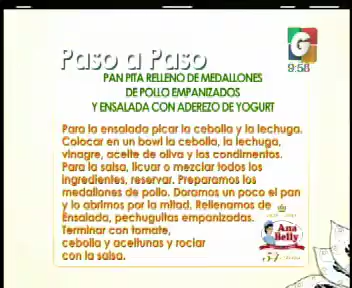 Paso a Paso
G
9:58
PAN PITA RELLENO DE MEDALLONES
DE POLLO EMPANIZADOS
Y ENSALADA CON ADEREZO DE YOGURT
Para la ensalada picar la cebolla y la lechuga.
Colocar en un bowl la cebolla, la lechuga,
vinagre, aceite de oliva y los condimentos.
Para la salsa, licuar o mezclar todos los
ingredientes, reservar. Preparamos los
medallones de pollo. Doramos un poco el pan
y lo abrimos por la mitad. Rellenamos de
Ensalada, pechuguitas empanizadas.
Terminar con tomate,
cebolla y aceitunas y rociar
con la salsa.
Ana
Belly